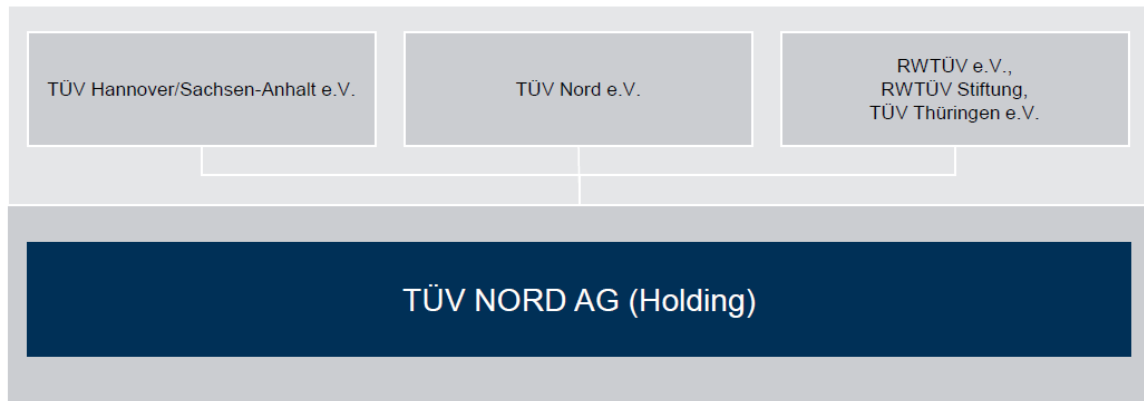 TÜV Hannover/Sachsen-Anhalt e.V.
TÜV Nord e.V.
RWTÜV e.V.,
RWTÜV Stiftung,
TÜV Thüringen e.V.
TÜV NORD AG (Holding)